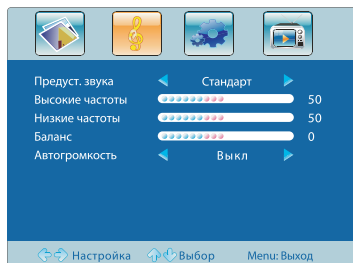 Предуст. звука Стандарт
Высокие частоты 50
Низкие частоты 50
Баланс 0
Автогромкость Выкл
Настройка Выбор Menu: Выход